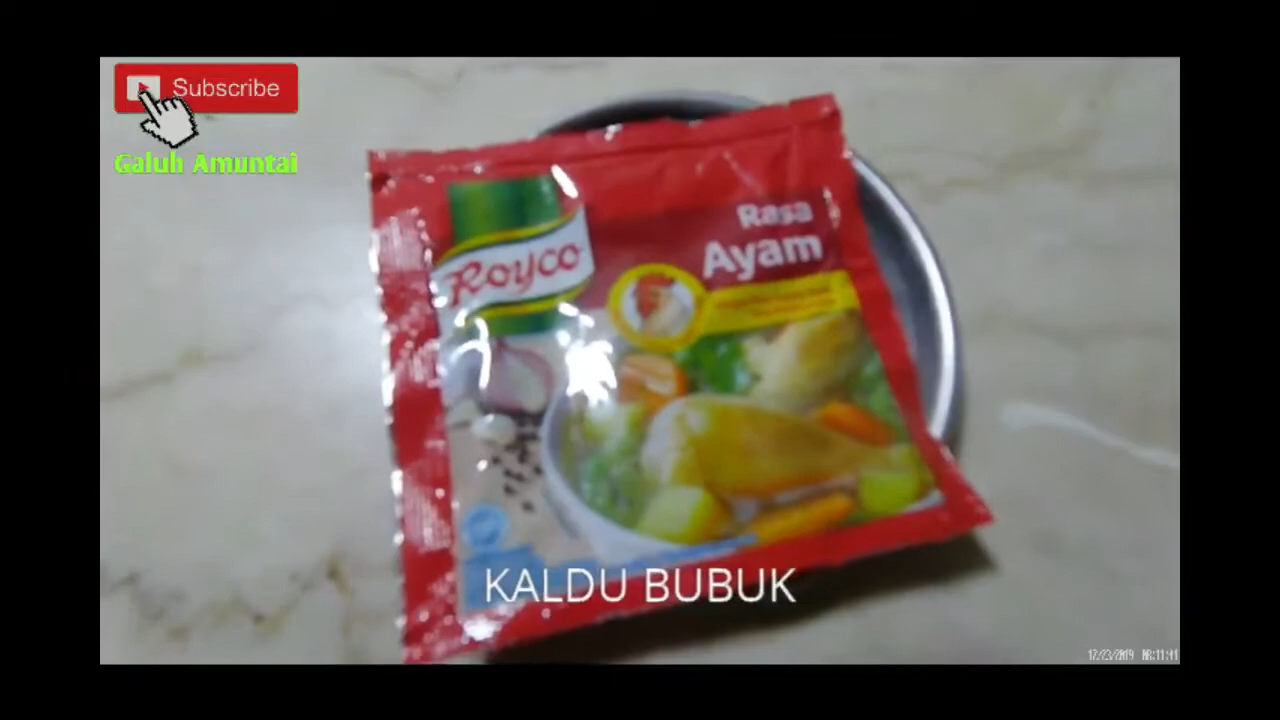 Subscribe
Galuh Amuntai
Royco
Rasa
Ayam
KALDU BUBUK